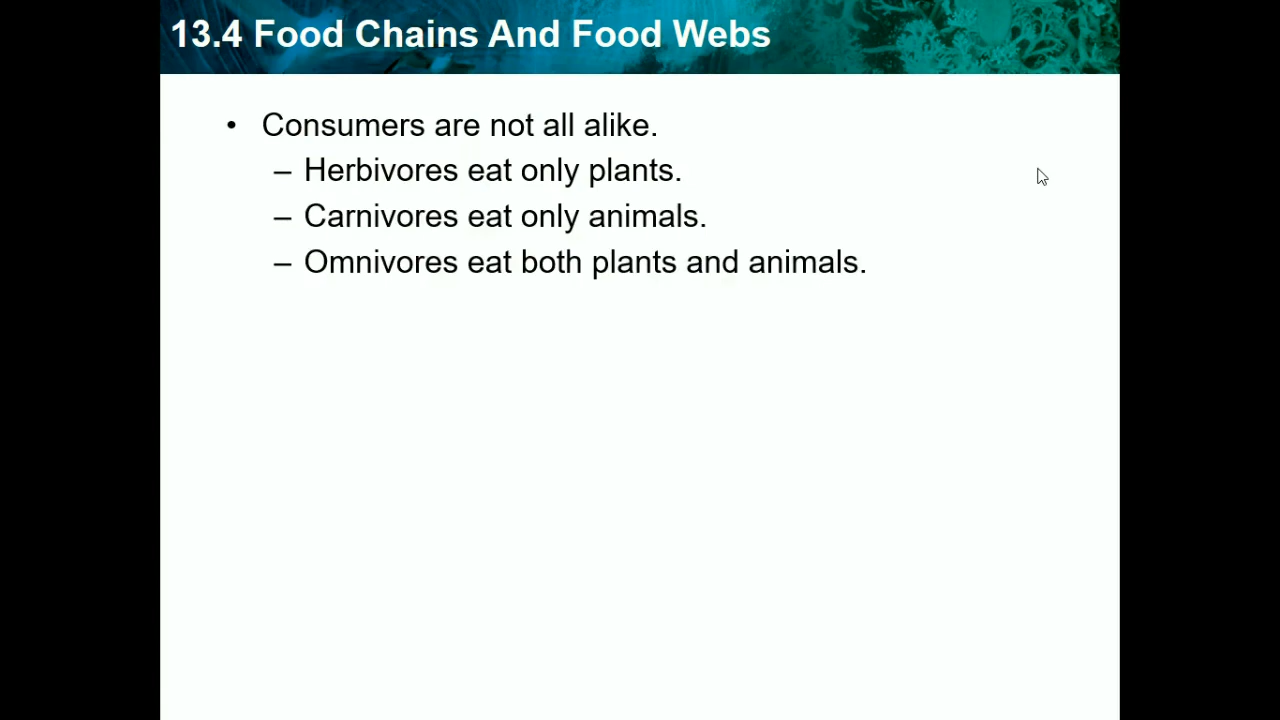 13.4 Food Chains And Food Webs
• Consumers are not all alike.
– Herbivores eat only plants.
– Carnivores eat only animals.
– Omnivores eat both plants and animals.